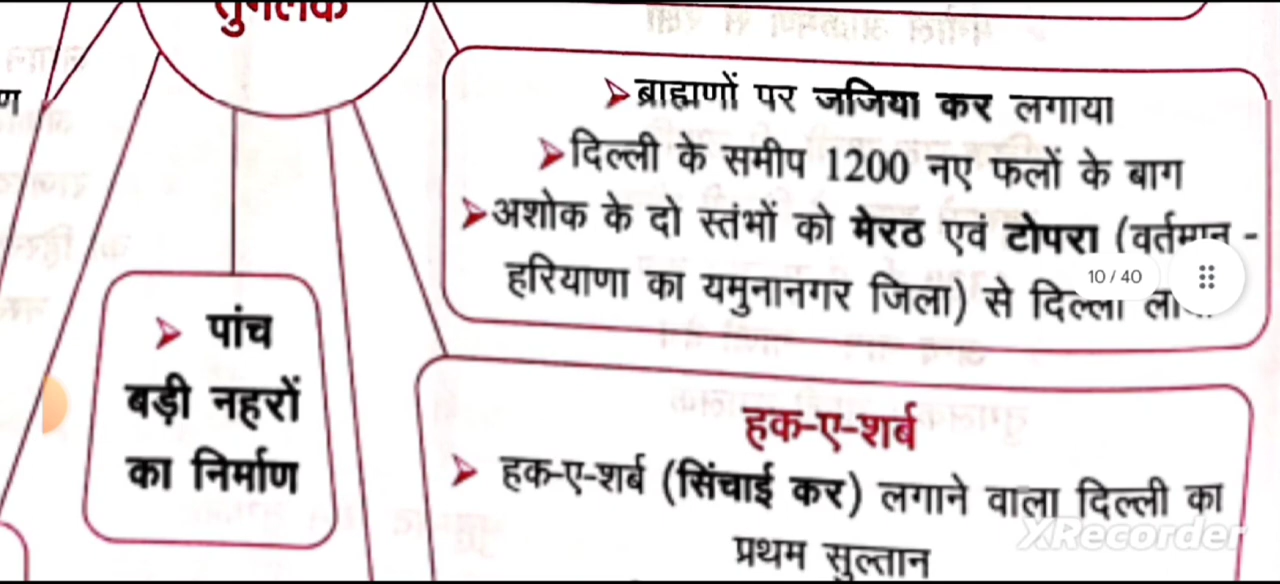 तुगलक
➤ब्राह्मणों पर जजिया कर लगाया
➤दिल्ली के समीप 1200 नए फलों के बाग
➤अशोक के दो स्तंभों को मेरठ एवं टोपरा (वर्तमान -
हरियाणा का यमुनानगर जिला) से दिल्ली
10 / 40
➤ पांच
बड़ी नहरों
का निर्माण
हक-ए-शर्ब
➤ हक-ए-शर्ब (सिंचाई कर) लगाने वाला दिल्ली का
प्रथम सुल्तान
XRecorder